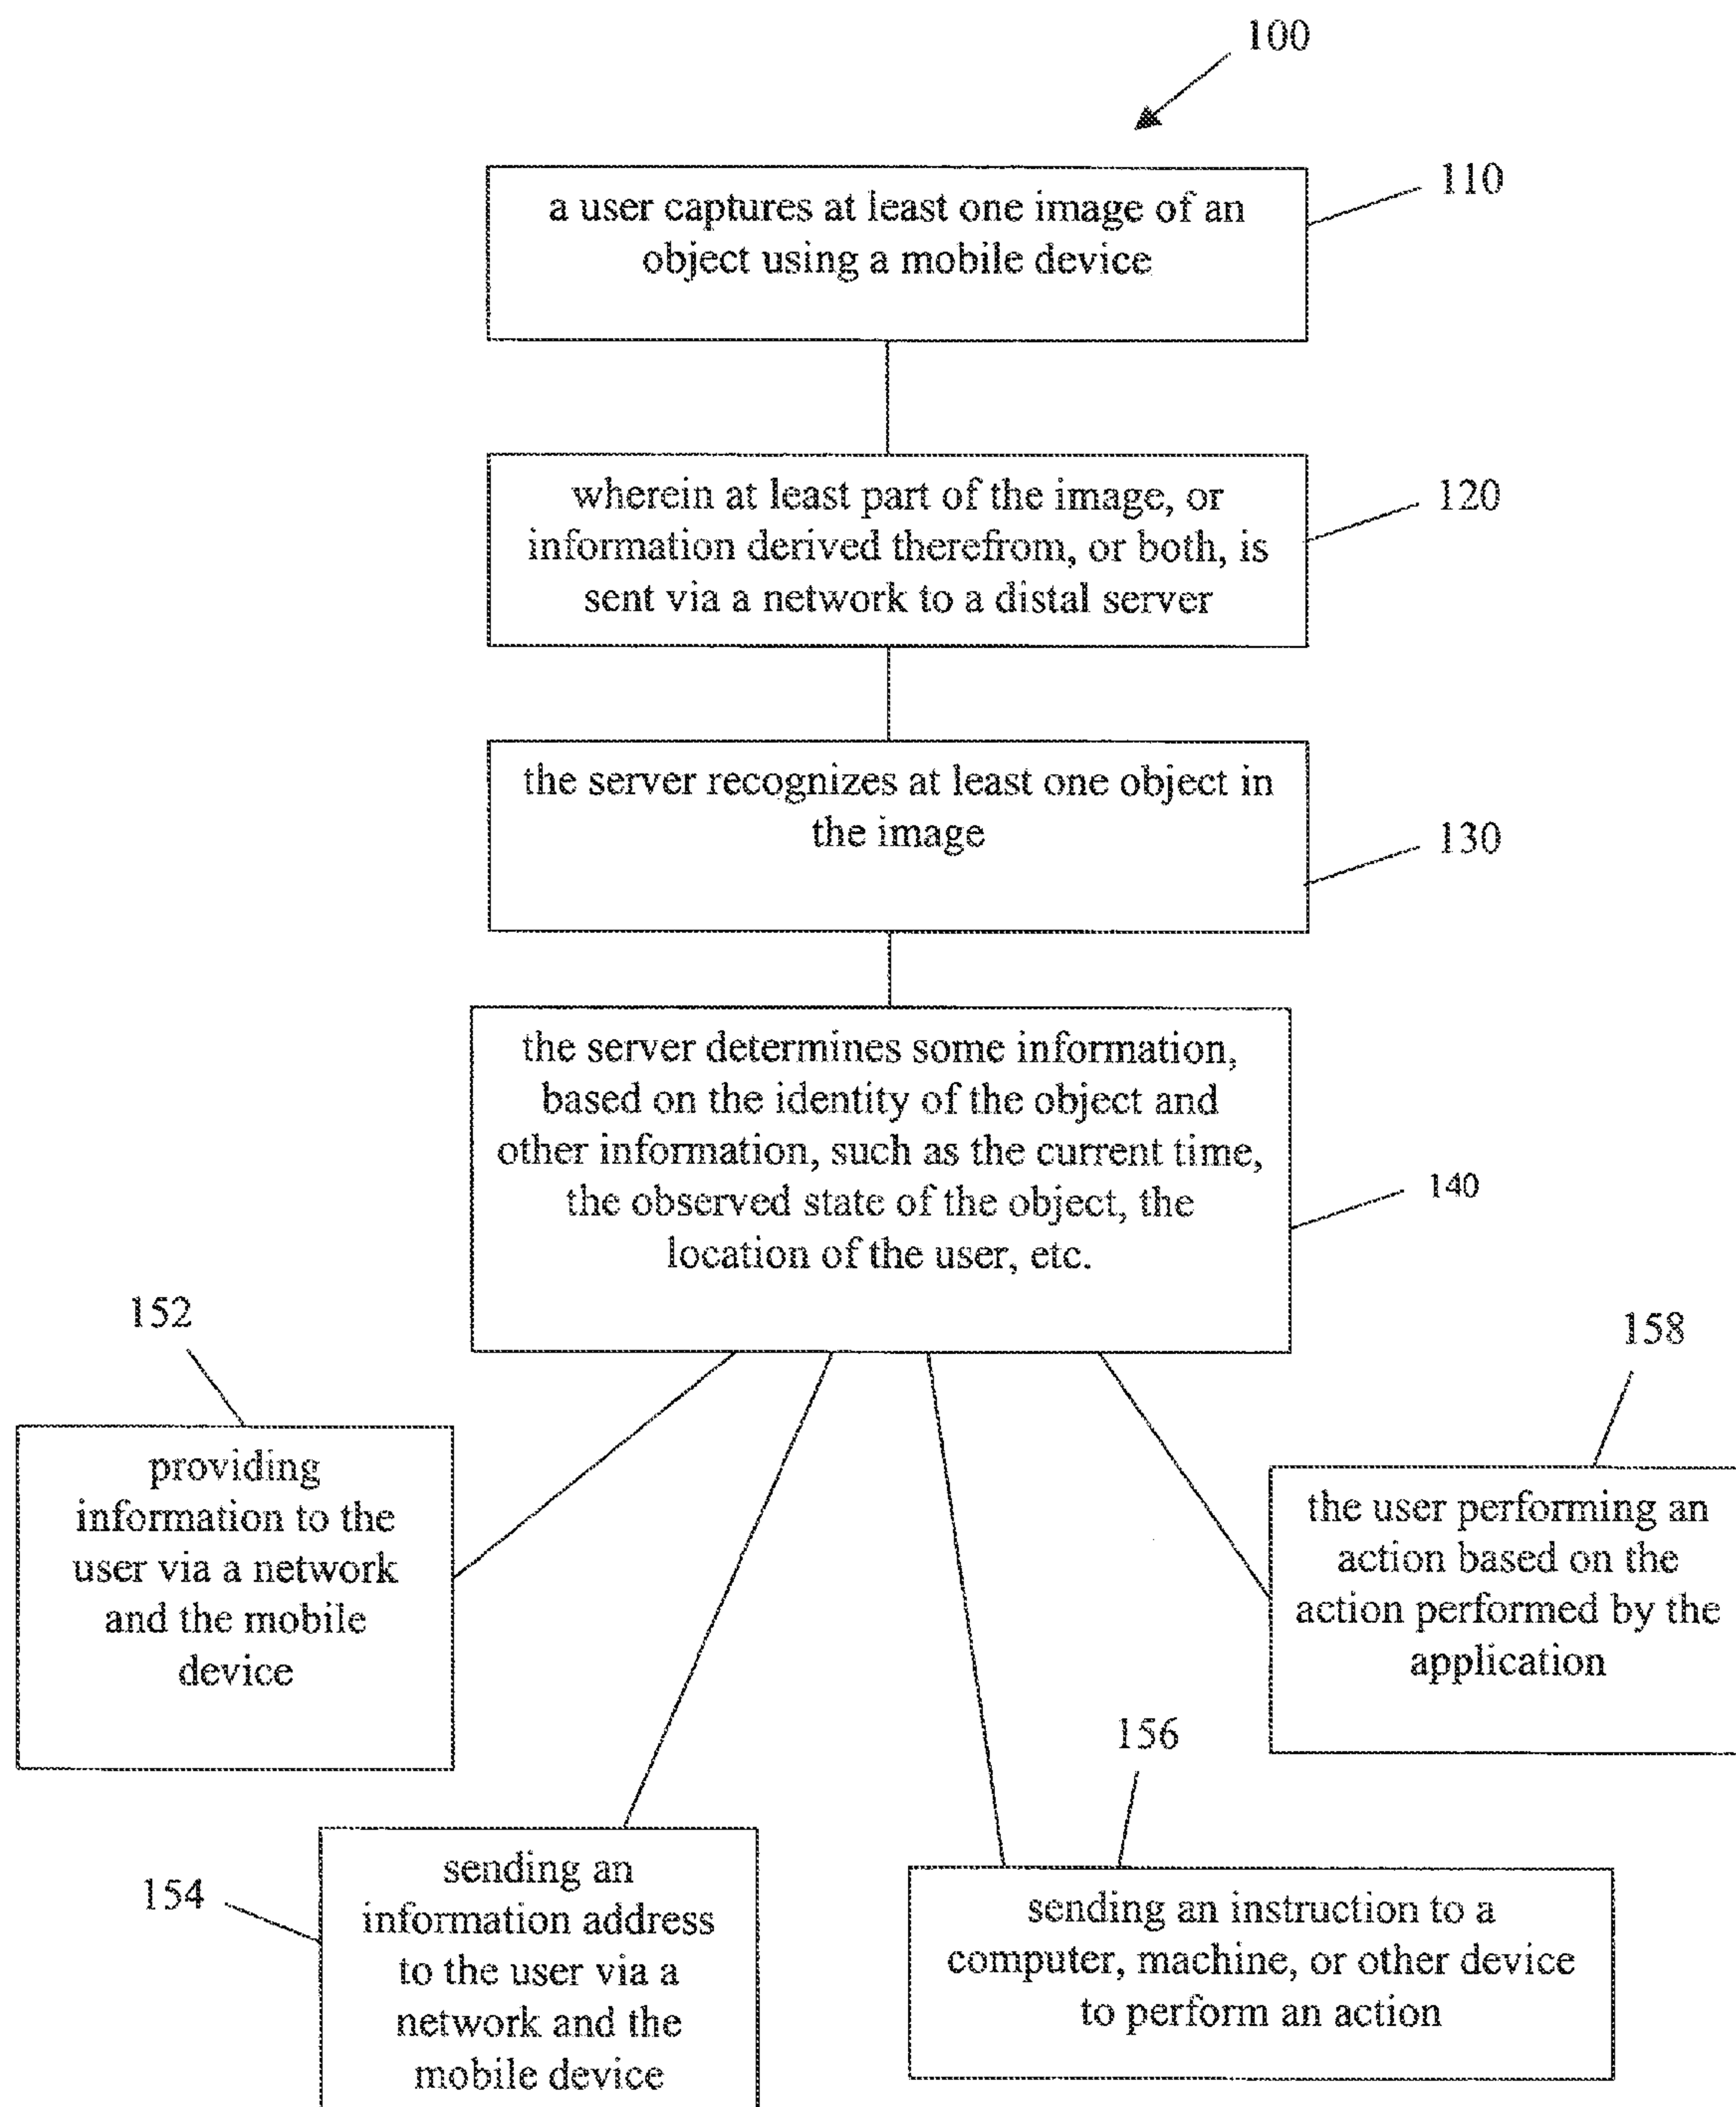 100
110
a user captures at least one image of an
object using a mobile device
120
wherein at least part of the image, or
information derived therefrom, or both, is
sent via a network to a distal server
130
the server recognizes at least one object in
the image
140
the server determines some information,
based on the identity of the object and
other information, such as the current time,
the observed state of the object, the
location of the user, etc.
152
providing
information to the
user via a network
and the mobile
device
158
the user performing an
action based on the
action performed by the
application
154
sending an
information address
to the user via a
network and the
mobile device
156
sending an instruction to a
computer, machine, or other device
to perform an action